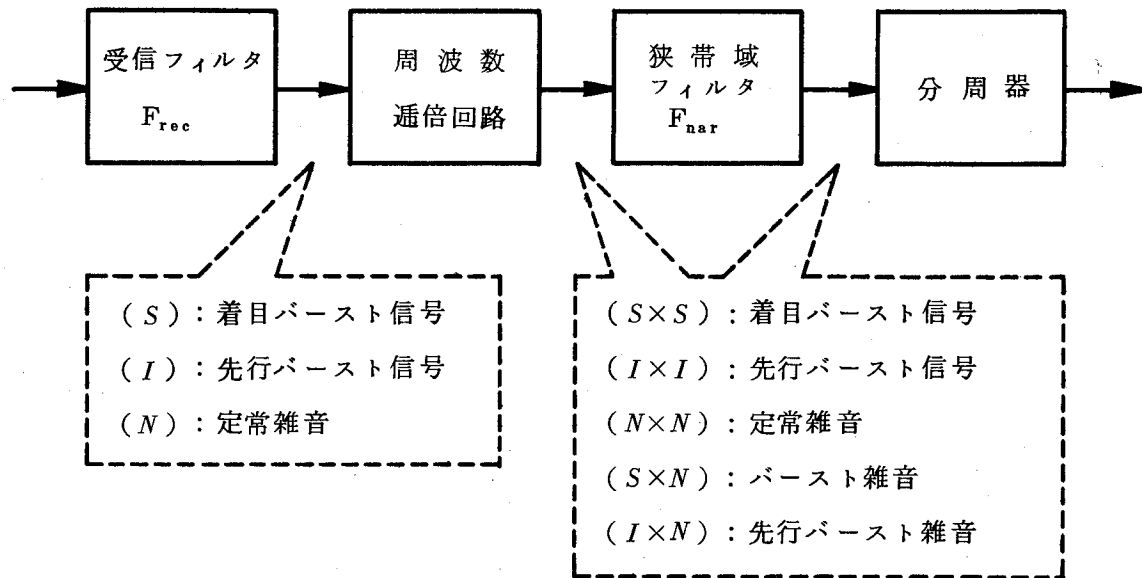 受信フィルタ
F_rec
周波数
逓倍回路
狭帯域
フィルタ
F_nar
分周器
(S):着目バースト信号
(I):先行バースト信号
(N):定常雑音
(S×S):着目バースト信号
(I×I):先行バースト信号
(N×N):定常雑音
(S×N):バースト雑音
(I×N):先行バースト雑音